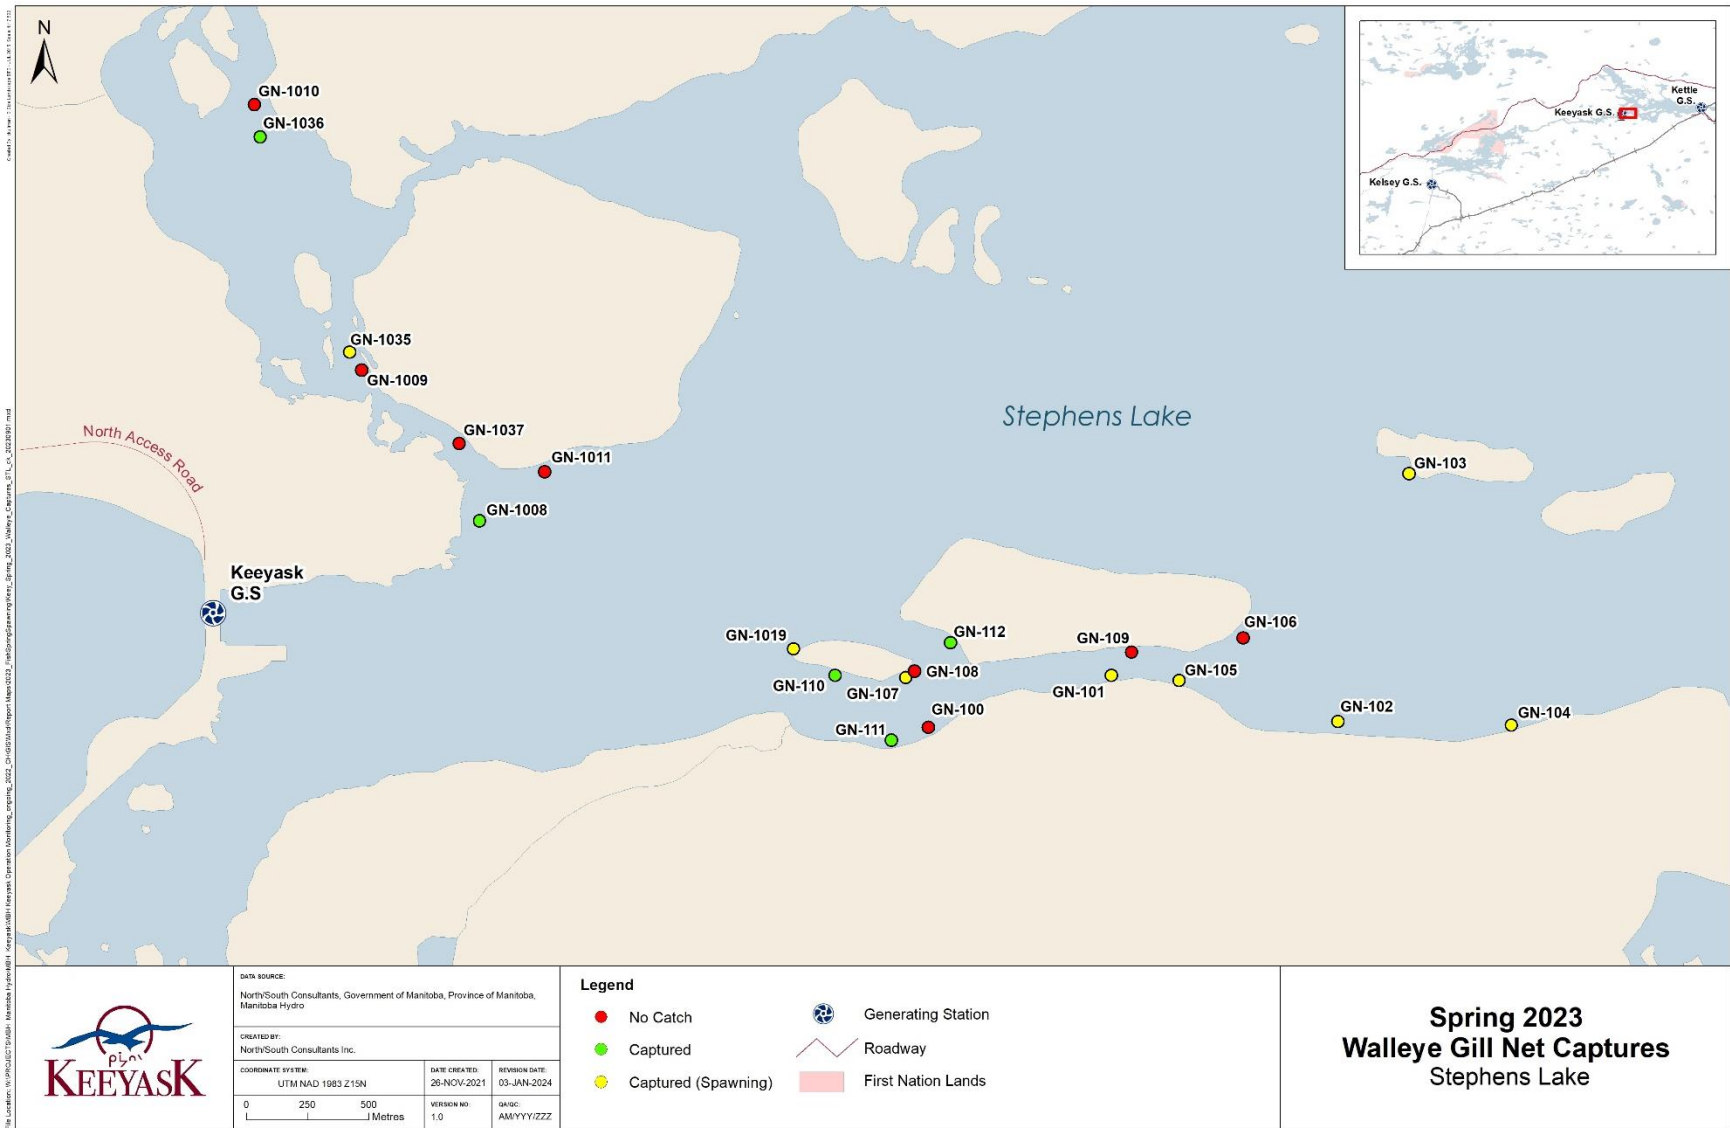 N
GN-1010
GN-1036
Kettle
G.S.
Keeyask G.S.
Kelsey G.S.
GN-1035
GN-1009
Stephens Lake
North Access Road
GN-1037
GN-1011
GN-103
GN-1008
Keeyask
G.S
GN-1019
GN-112
GN-109
GN-106
GN-110
GN-107
GN-108
GN-101
GN-105
GN-111
GN-100
GN-102
GN-104
KEEYASK
DATA SOURCE:
North/South Consultants, Government of Manitoba, Province of Manitoba,
Manitoba Hydro
CREATED BY:
North/South Consultants Inc.
COORDINATE SYSTEM:
UTM NAD 1983 Z15N
DATE CREATED:
26-NOV-2021
REVISION DATE:
03-JAN-2024
0 250 500
Metres
VERSION NO:
1.0
QA/QC:
AM/YYY/ZZZ
Legend
No Catch
Captured
Captured (Spawning)
Generating Station
Roadway
First Nation Lands
Spring 2023
Walleye Gill Net Captures
Stephens Lake